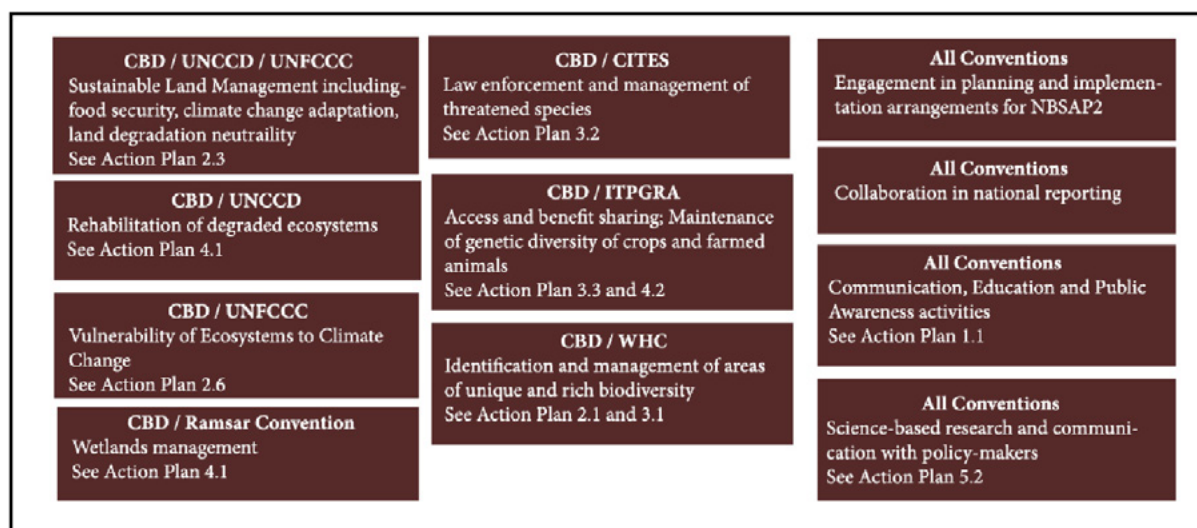 CBD / UNCCD / UNFCCC
Sustainable Land Management including-
food security, climate change adaptation,
land degradation neutraility
See Action Plan 2.3
CBD / UNCCD
Rehabilitation of degraded ecosystems
See Action Plan 4.1
CBD / UNFCCC
Vulnerability of Ecosystems to Climate
Change
See Action Plan 2.6
CBD / Ramsar Convention
Wetlands management
See Action Plan 4.1
CBD / CITES
Law enforcement and management of
threatened species
See Action Plan 3.2
CBD / ITPGRA
Access and benefit sharing; Maintenance
of genetic diversity of crops and farmed
animals
See Action Plan 3.3 and 4.2
CBD / WHC
Identification and management of areas
of unique and rich biodiversity
See Action Plan 2.1 and 3.1
All Conventions
Engagement in planning and implemen-
tation arrangements for NBSAP2
All Conventions
Collaboration in national reporting
All Conventions
Communication, Education and Public
Awareness activities
See Action Plan 1.1
All Conventions
Science-based research and communi-
cation with policy-makers
See Action Plan 5.2